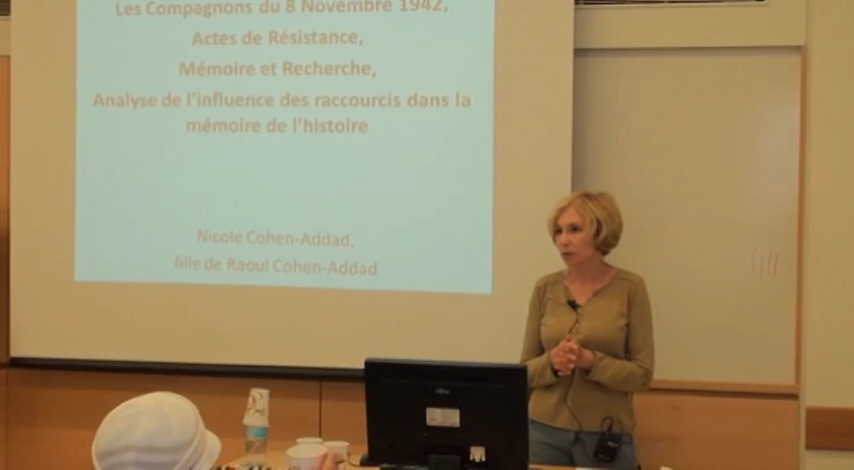 Les Compagnons du 8 Novembre 1942,
Actes de Résistance,
Mémoire et Recherche,
Analyse de l'influence des raccourcis dans la
mémoire de l'histoire
Nicole Cohen-Addad,
fille de Raoul Cohen-Addad